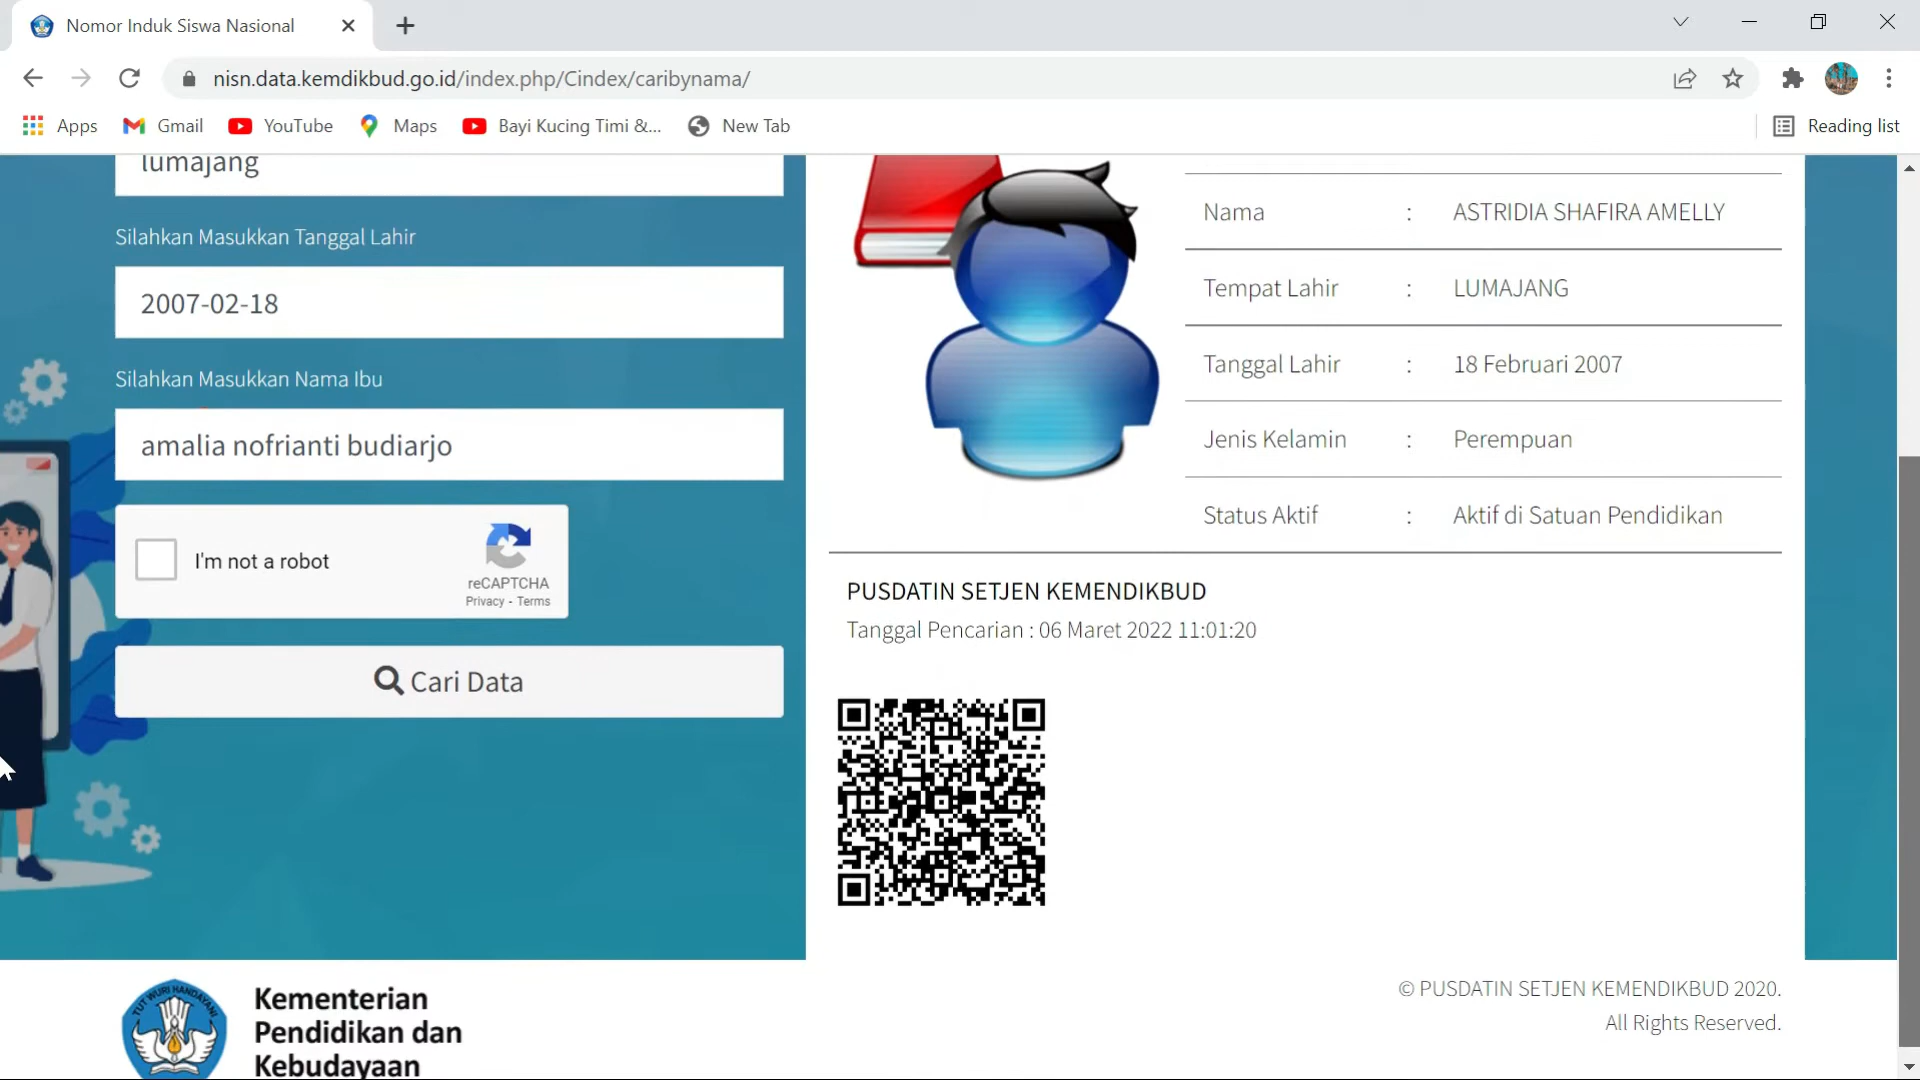 Nomor Induk Siswa Nasional
nisn.data.kemdikbud.go.id/index.php/Cindex/caribynama/
Apps Gmail YouTube Maps Bayi Kucing Timi &... New Tab Reading list
lumajang
Silahkan Masukkan Tanggal Lahir
2007-02-18
Silahkan Masukkan Nama Ibu
amalia nofrianti budiarjo
I'm not a robot
reCAPTCHA
Privacy - Terms
Cari Data
Nama : ASTRIDIA SHAFIRA AMELLY
Tempat Lahir : LUMAJANG
Tanggal Lahir : 18 Februari 2007
Jenis Kelamin : Perempuan
Status Aktif : Aktif di Satuan Pendidikan
PUSDATIN SETJEN KEMENDIKBUD
Tanggal Pencarian : 06 Maret 2022 11:01:20
TUT WURI HANDAYANI
Kementerian
Pendidikan dan
Kebudayaan
© PUSDATIN SETJEN KEMENDIKBUD 2020.
All Rights Reserved.